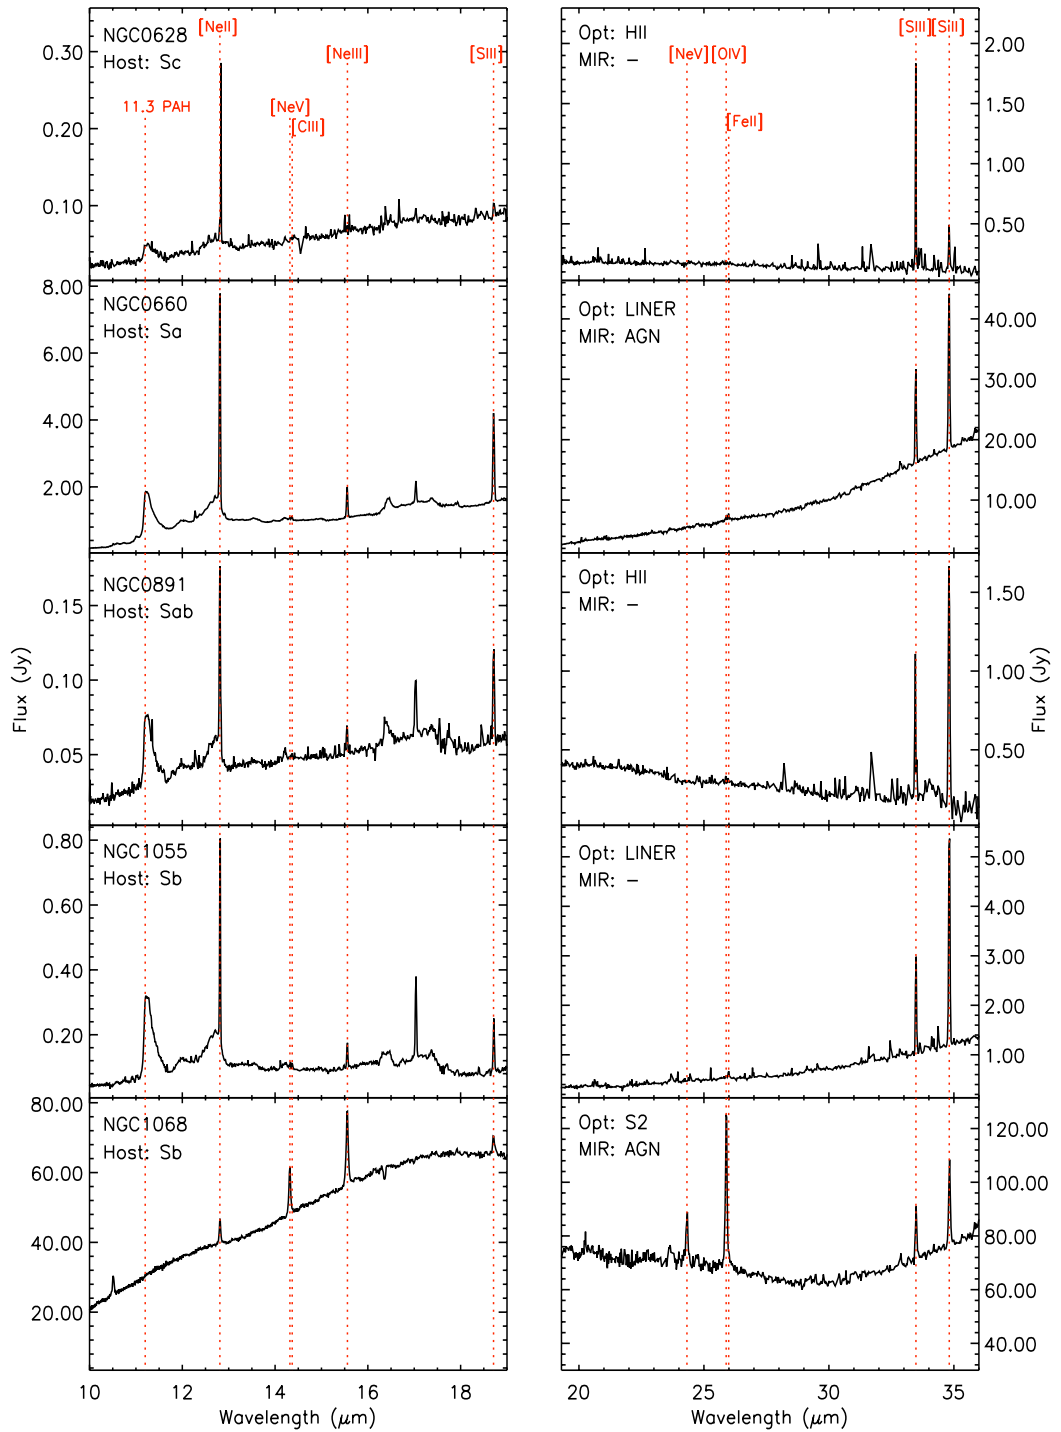 NGC0628
Host: Sc
[NeII]
[NeIII]
[SIII]
11.3 PAH
[NeV]
[ClII]
0.30
0.20
0.10
Opt: HII
MIR: –
[SIII]
[SiII]
[NeV]
[OIV]
[FeII]
2.00
1.50
1.00
0.50
NGC0660
Host: Sa
8.00
6.00
4.00
2.00
Opt: LINER
MIR: AGN
40.00
30.00
20.00
10.00
NGC0891
Host: Sab
0.15
0.10
0.05
Flux (Jy)
Opt: HII
MIR: –
1.50
1.00
0.50
Flux (Jy)
NGC1055
Host: Sb
0.80
0.60
0.40
0.20
Opt: LINER
MIR: –
5.00
4.00
3.00
2.00
1.00
NGC1068
Host: Sb
80.00
60.00
40.00
20.00
Opt: S2
MIR: AGN
120.00
100.00
80.00
60.00
40.00
10 12 14 16 18
Wavelength (μm)
20 25 30 35
Wavelength (μm)